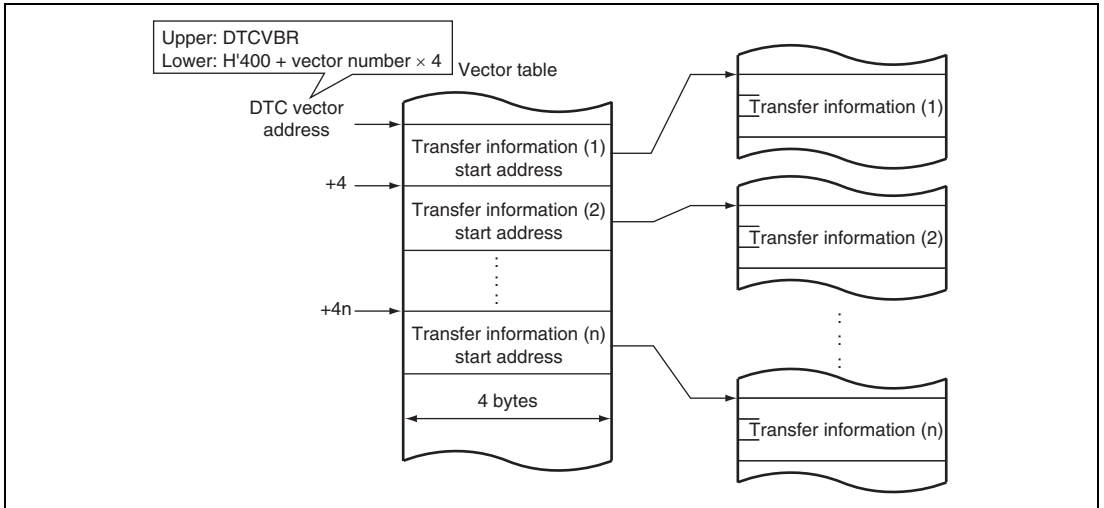 Upper: DTCVBR
Lower: H'400 + vector number × 4
Vector table
DTC vector
address
Transfer information (1)
start address
+4
Transfer information (2)
start address
+4n
Transfer information (n)
start address
4 bytes
Transfer information (1)
Transfer information (2)
Transfer information (n)